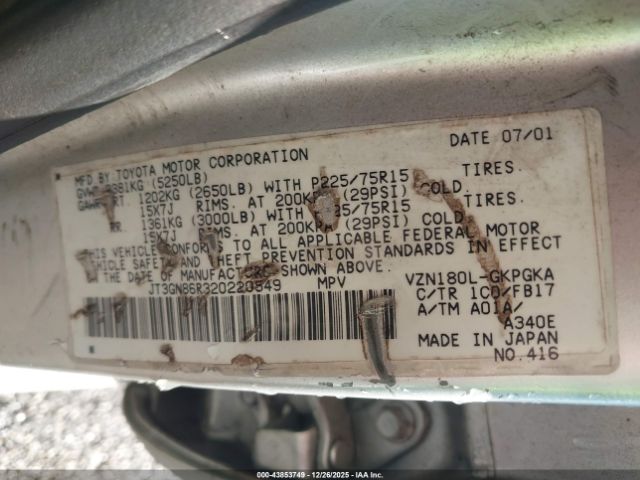 DATE 07/01
MFD BY TOYOTA MOTOR CORPORATION
2381KG (5250LB)
1202KG (2650LB) WITH P225/75R15 TIRES.
15X7J RIMS. AT 200KPA (29PSI) COLD.
RR. 1361KG (3000LB) WITH /75R15 TIRES.
15X7J RIMS. AT 200KPA (29PSI) COLD.
THIS VEHICLE CONFORMS TO ALL APPLICABLE FEDERAL MOTOR
VEHICLE SAFETY AND THEFT PREVENTION STANDARDS IN EFFECT
ON THE DATE OF MANUFACTURE SHOWN ABOVE.
JT3GN86R320220549 MPV
VZN180L-GKPGKA
C/TR 1C0/FB17
A/TM A01A/
A340E
MADE IN JAPAN
NO.416
000-43853749 | 12/26/2025 - IAA Inc.